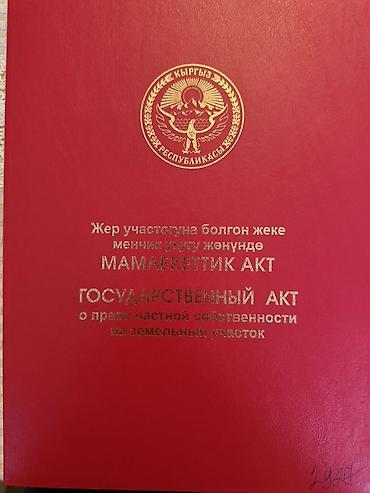 КЫРГЫЗ
РЕСПУБЛИКАСЫ
Жер участогуна болгон жеке
менчик укугу жөнүндө
МАМЛЕКЕТТИК АКТ
ГОСУДАРСТВЕННЫЙ АКТ
о праве частной собственности
на земельный участок